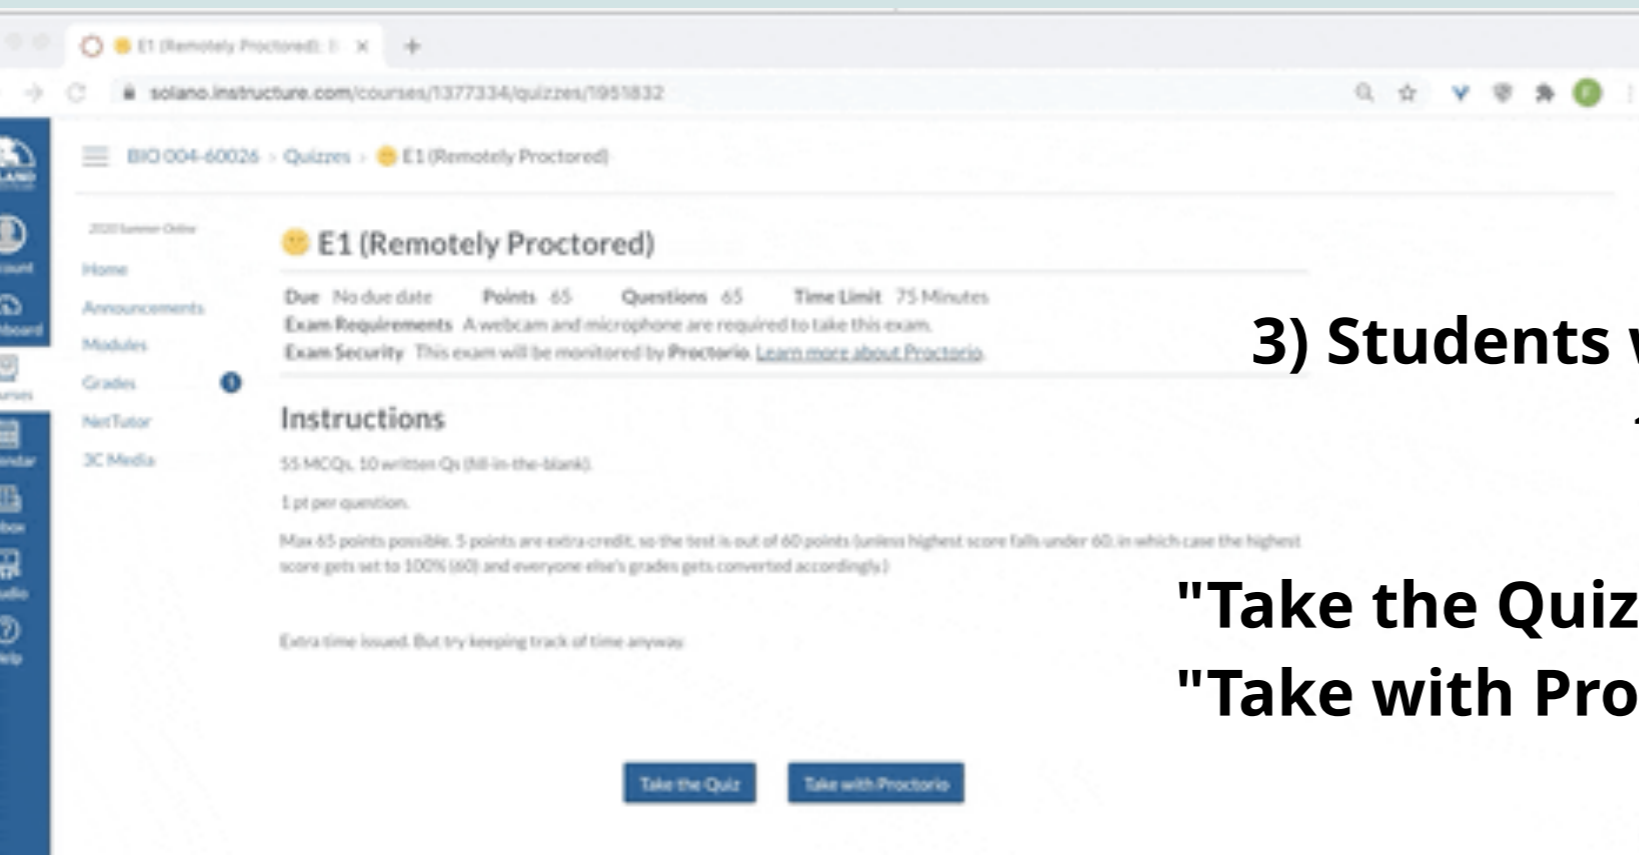 E1 (Remotely Proctored):
solano.instructure.com/courses/1377334/quizzes/1951832
BIO 004-60026 › Quizzes › E1 (Remotely Proctored)
2020 Summer Online
Home
Announcements
Modules
Grades 1
NetTutor
3C Media
E1 (Remotely Proctored)
Due No due date Points 65 Questions 65 Time Limit 75 Minutes
Exam Requirements A webcam and microphone are required to take this exam.
Exam Security This exam will be monitored by Proctorio. Learn more about Proctorio.
Instructions
55 MCQs, 10 written Qs (fill-in-the-blank).
1 pt per question.
Max 65 points possible. 5 points are extra credit, so the test is out of 60 points (unless highest score falls under 60, in which case the highest
score gets set to 100% (60) and everyone else's grades gets converted accordingly.)
Extra time issued. But try keeping track of time anyway.
Take the Quiz
Take with Proctorio
3) Students
"Take the Quiz
"Take with Pro